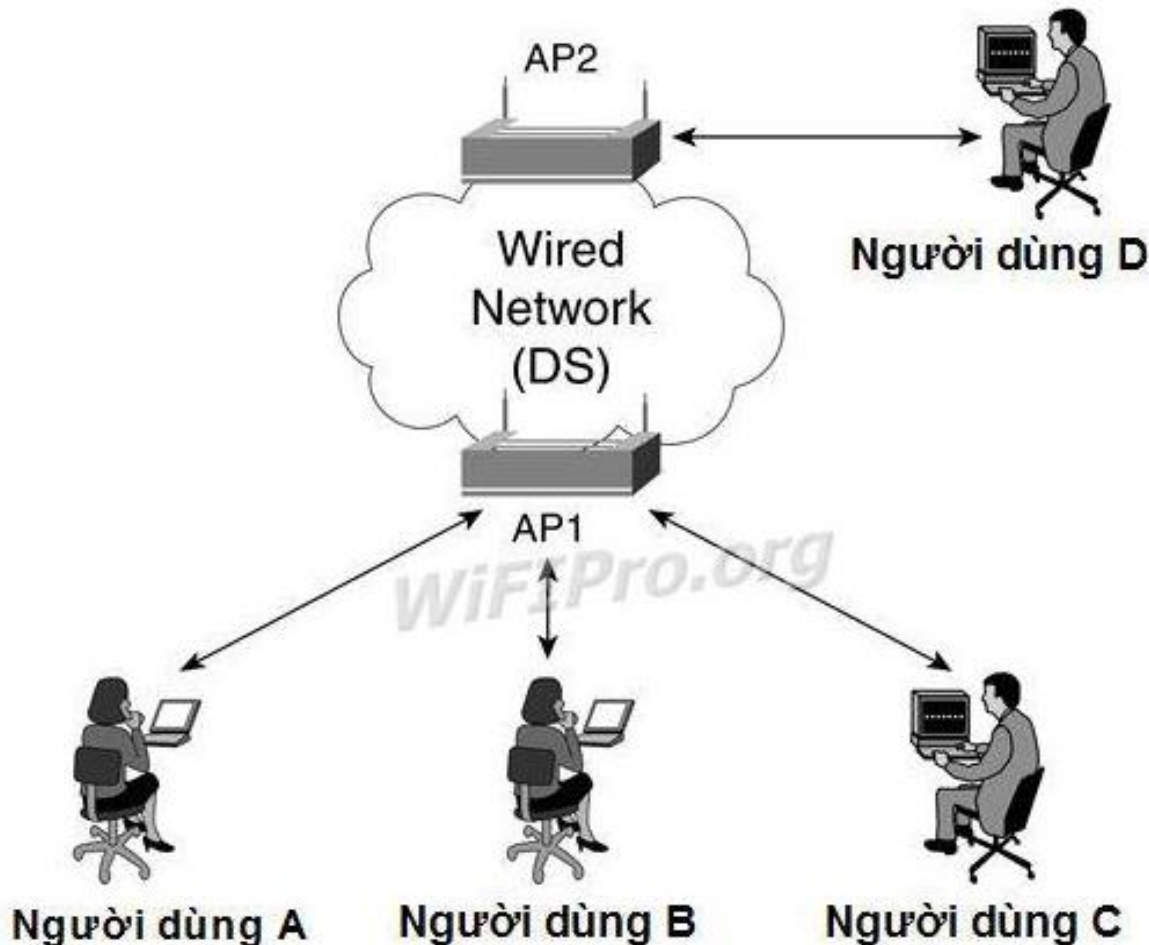 AP2
Người dùng D
Wired
Network
(DS)
AP1
WiFIPro.org
Người dùng A
Người dùng B
Người dùng C